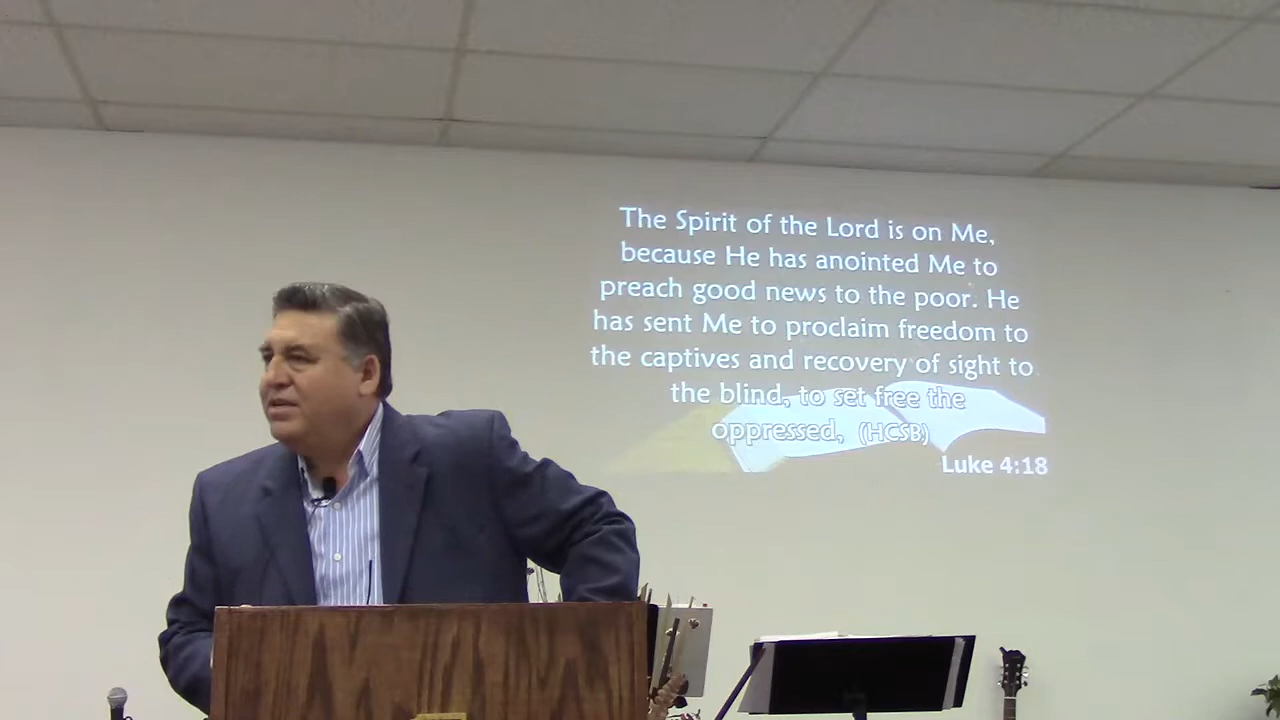 The Spirit of the Lord is on Me,
because He has anointed Me to
preach good news to the poor. He
has sent Me to proclaim freedom to
the captives and recovery of sight to
the blind, to set free the
oppressed, (HCSB)
Luke 4:18